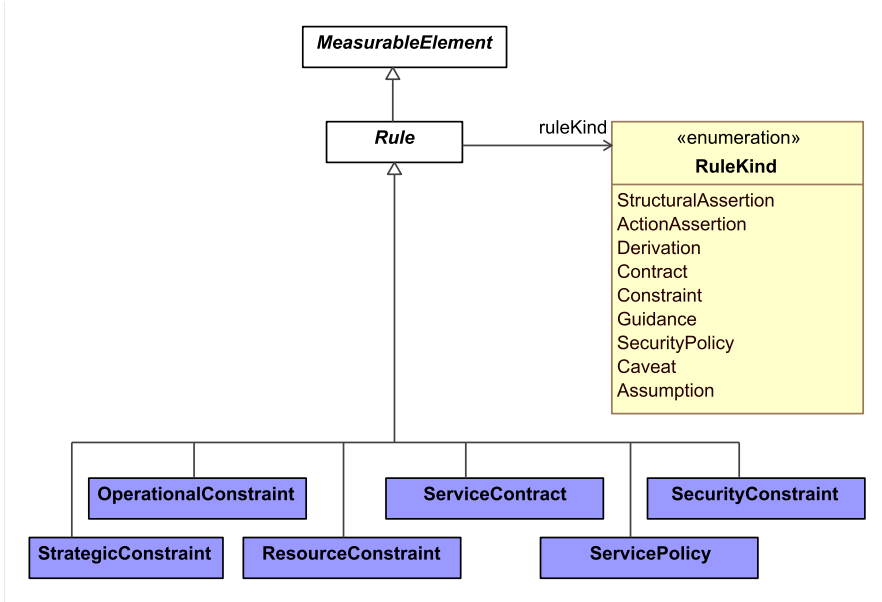 MeasurableElement
Rule
ruleKind
«enumeration»
RuleKind
StructuralAssertion
ActionAssertion
Derivation
Contract
Constraint
Guidance
SecurityPolicy
Caveat
Assumption
OperationalConstraint
ServiceContract
SecurityConstraint
StrategicConstraint
ResourceConstraint
ServicePolicy